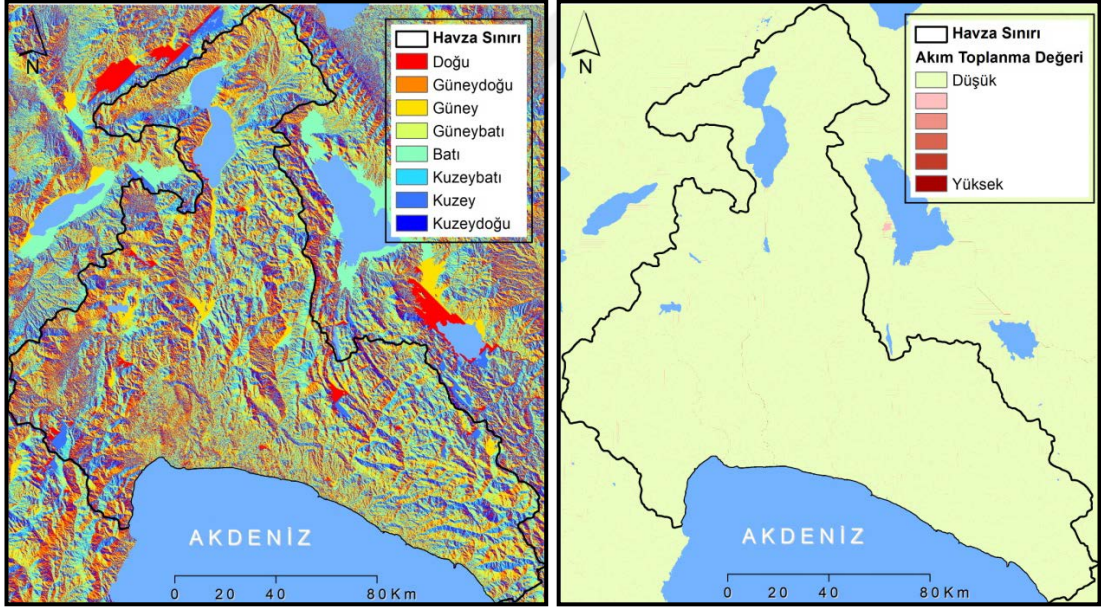 N
Havza Sınırı
Doğu
Güneydoğu
Güney
Güneybatı
Batı
Kuzeybatı
Kuzey
Kuzeydoğu
AKDENİZ
0 20 40 80 Km
N
Havza Sınırı
Akım Toplanma Değeri
Düşük
Yüksek
AKDENİZ
0 20 40 80 Km